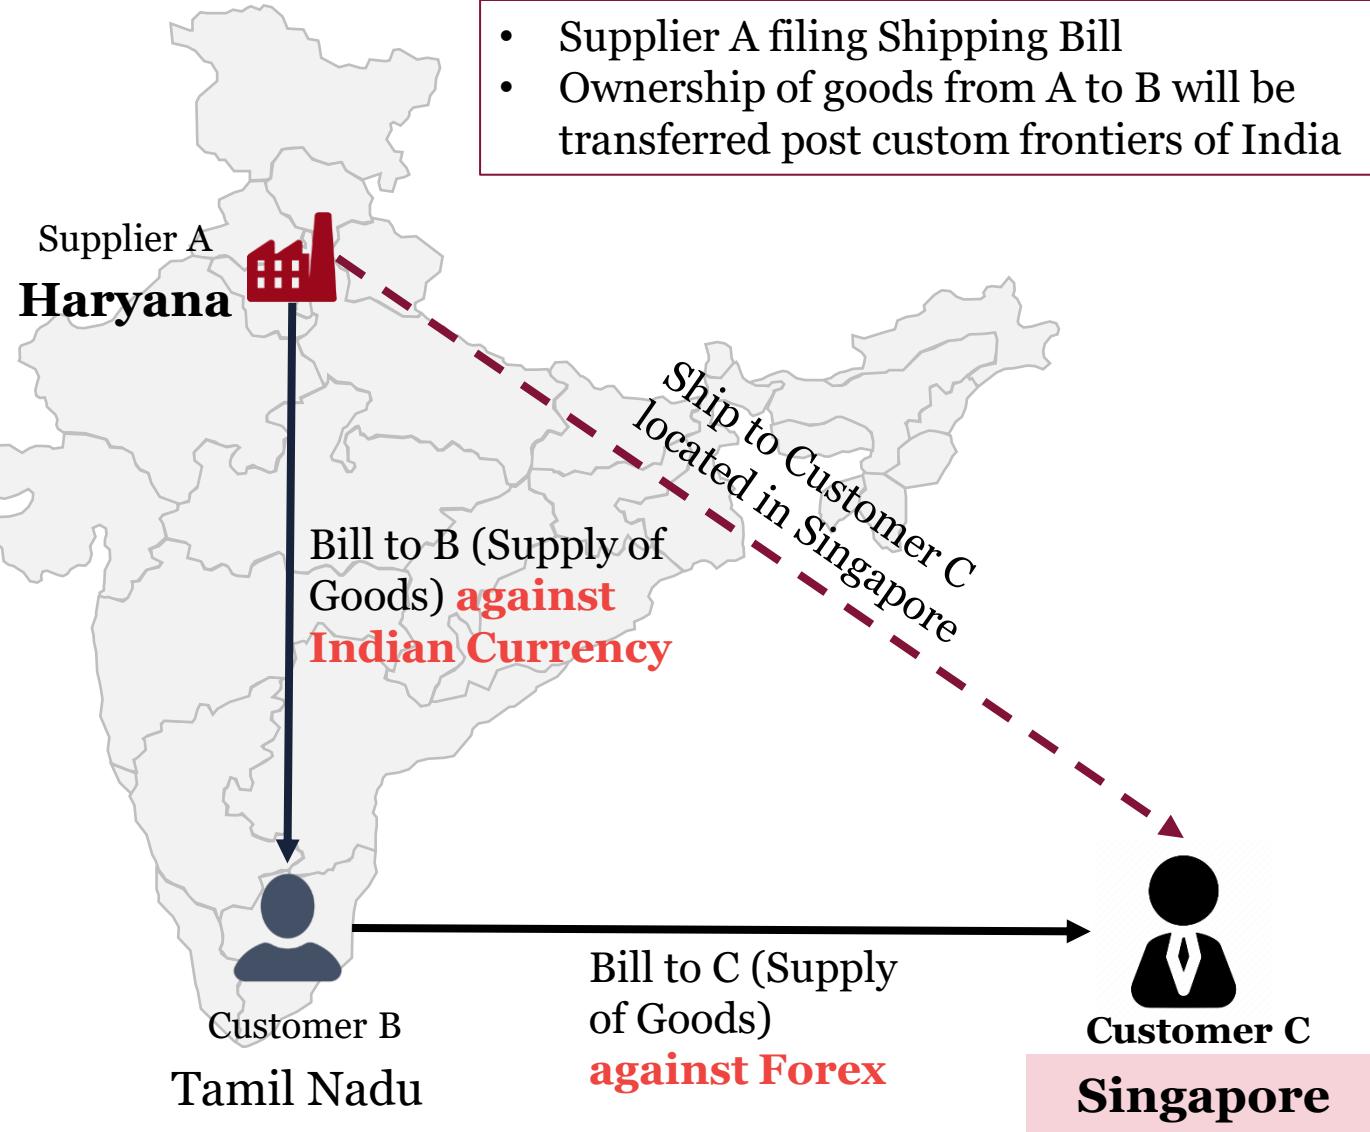 • Supplier A filing Shipping Bill
• Ownership of goods from A to B will be
transferred post custom frontiers of India
Supplier A
Haryana
Ship to Customer C
located in Singapore
Bill to B (Supply of
Goods) against
Indian Currency
Bill to C (Supply
of Goods)
against Forex
Customer B
Tamil Nadu
Customer C
Singapore